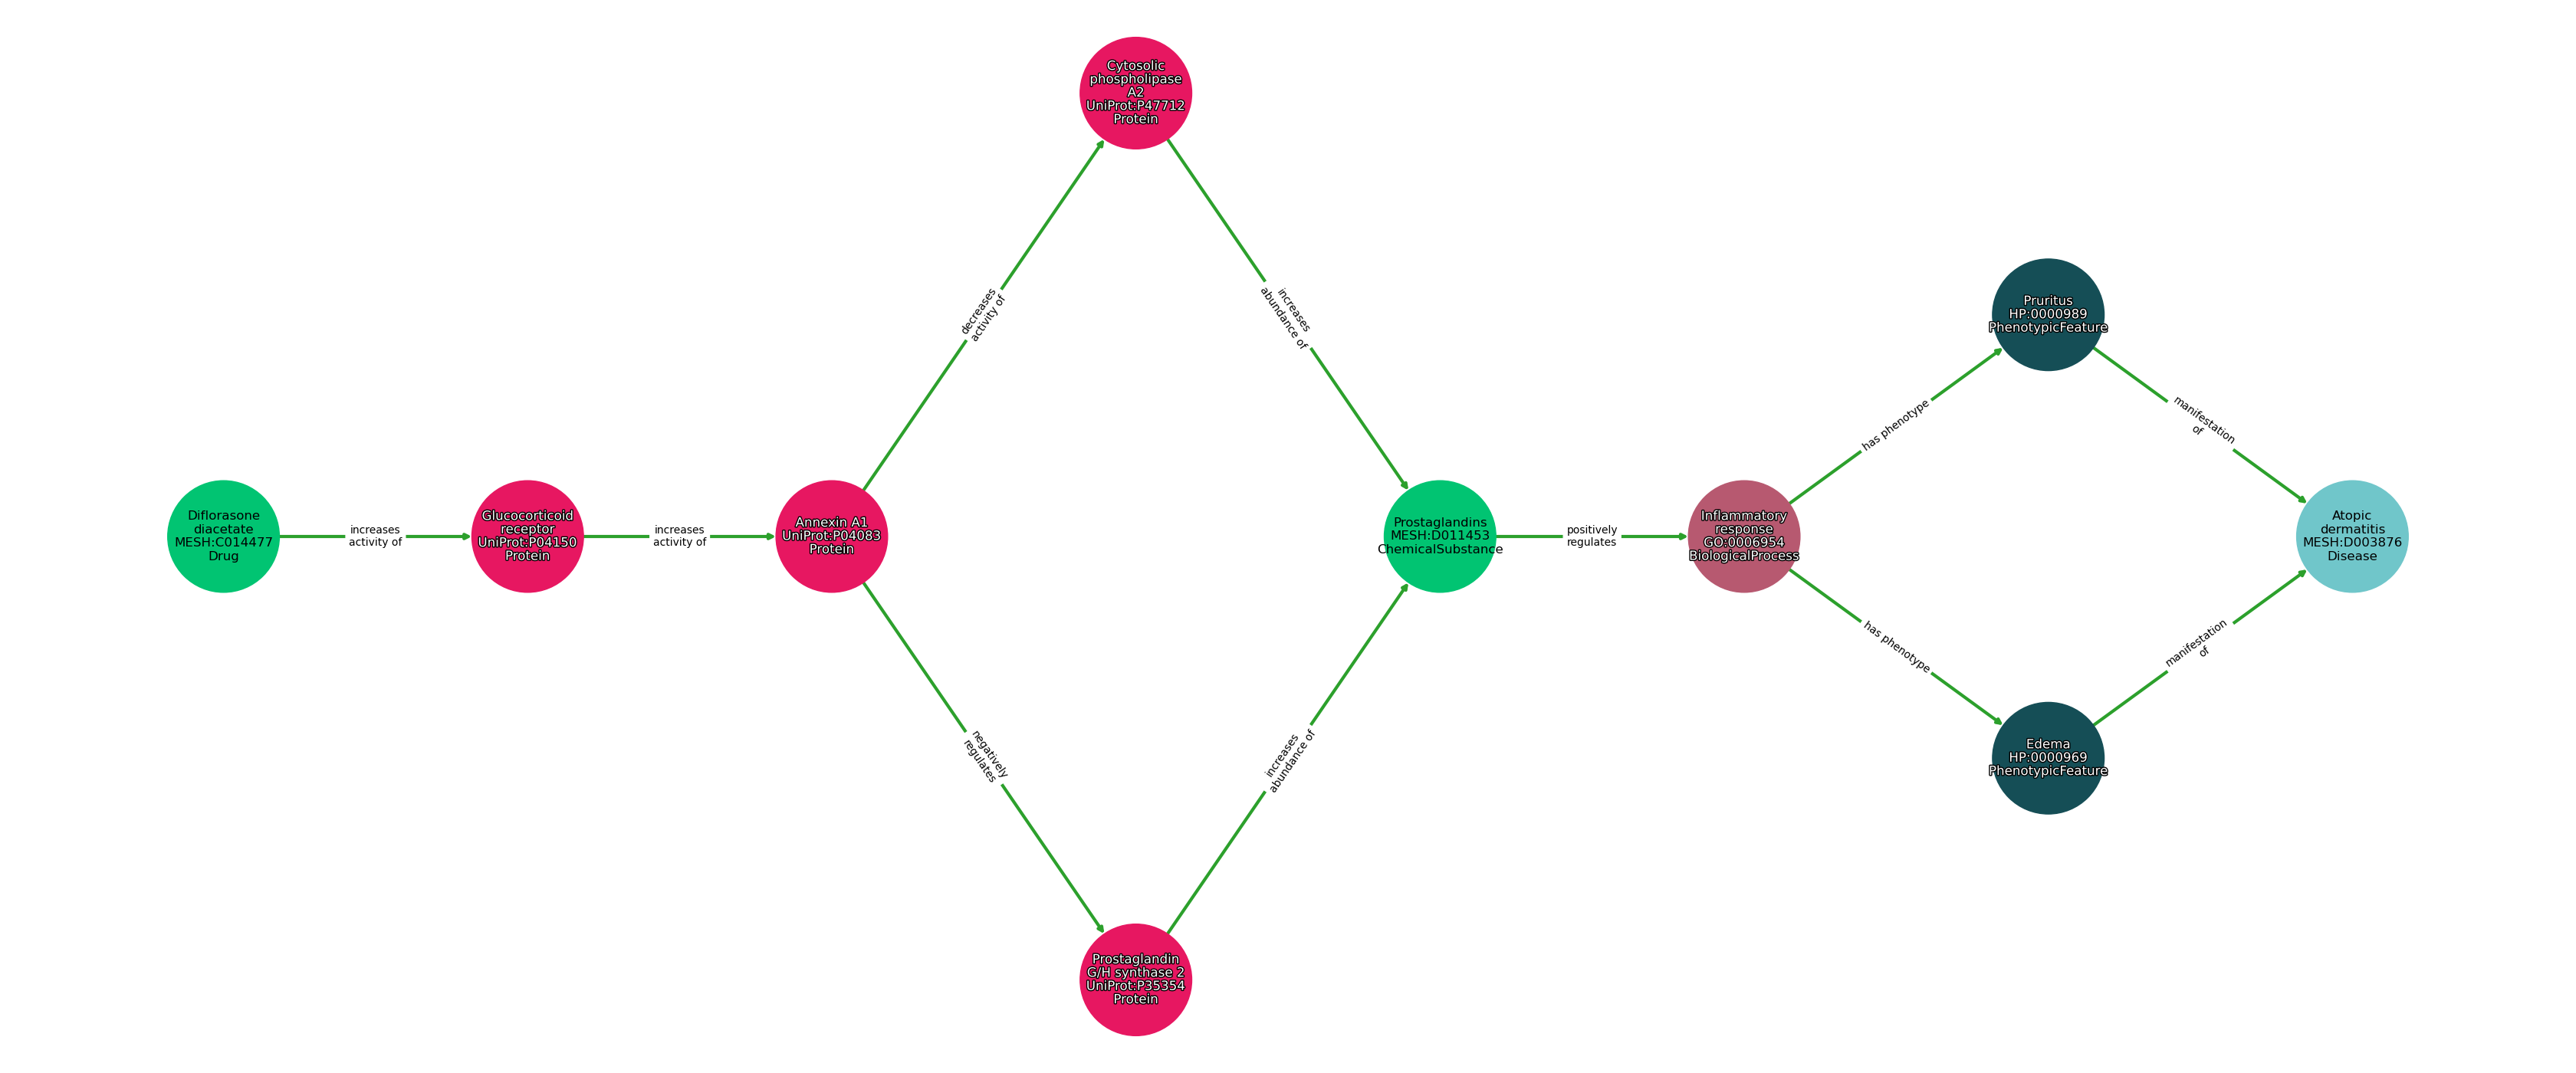 Cytosolic
phospholipase
A2
UniProt:P47712
Protein
decreases
activity of
increases
abundance of
Pruritus
HP:0000989
PhenotypicFeature
has phenotype
manifestation
of
Diflorasone
diacetate
MESH:C014477
Drug
increases
activity of
Glucocorticoid
receptor
UniProt:P04150
Protein
increases
activity of
Annexin A1
UniProt:P04083
Protein
Prostaglandins
MESH:D011453
ChemicalSubstance
positively
regulates
Inflammatory
response
GO:0006954
BiologicalProcess
Atopic
dermatitis
MESH:D003876
Disease
has phenotype
manifestation
of
negatively
regulates
increases
abundance of
Edema
HP:0000969
PhenotypicFeature
Prostaglandin
G/H synthase 2
UniProt:P35354
Protein